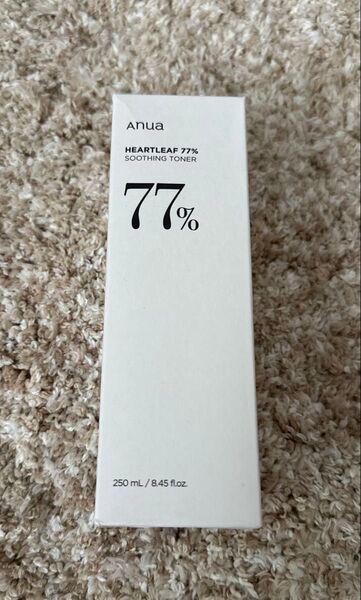 Anua
HEARTLEAF 77%
SOOTHING TONER
77%
250 mL / 8.45 fl.oz.